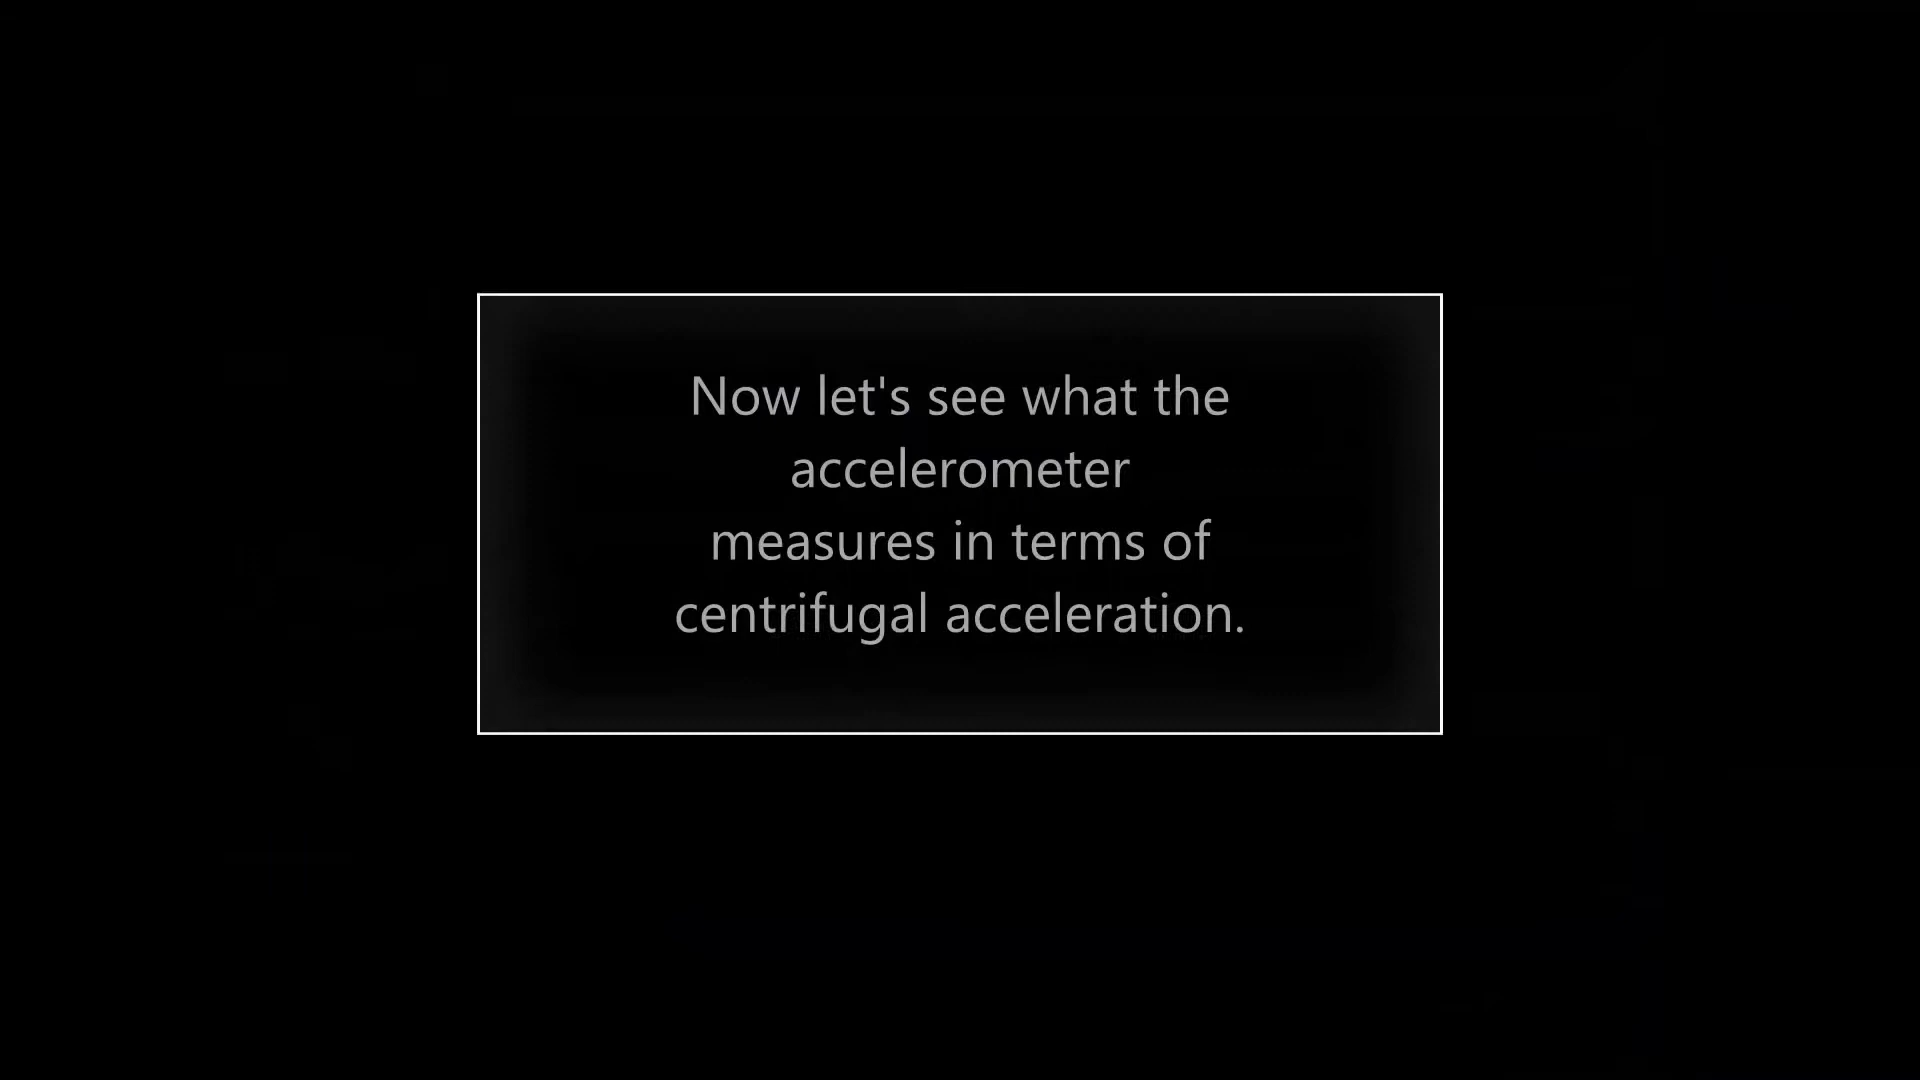 Now let's see what the
accelerometer
measures in terms of
centrifugal acceleration.